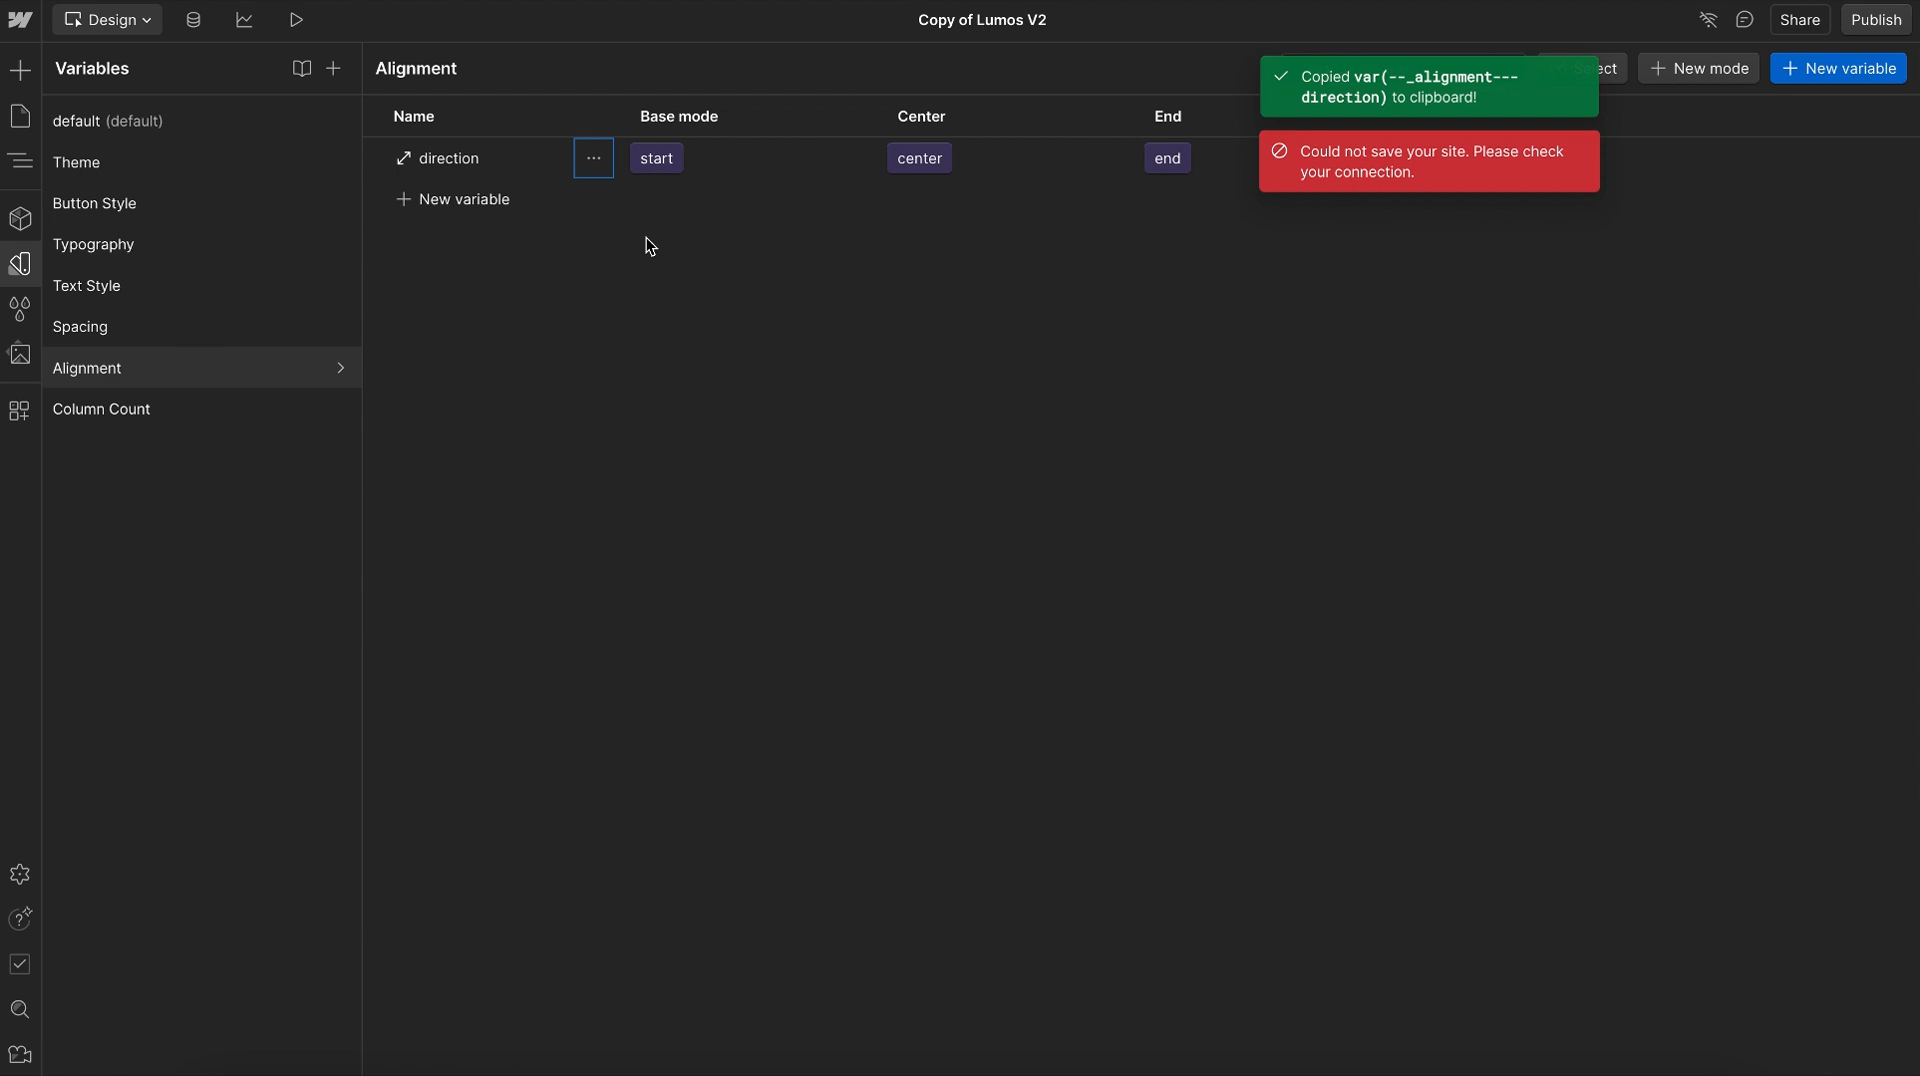 Design
Copy of Lumos V2
Share
Publish
Variables
Alignment
New mode
New variable
Copied var(--_alignment---
direction) to clipboard!
Could not save your site. Please check
your connection.
default (default)
Theme
Button Style
Typography
Text Style
Spacing
Alignment
Column Count
Name
Base mode
Center
End
direction
start
center
end
New variable